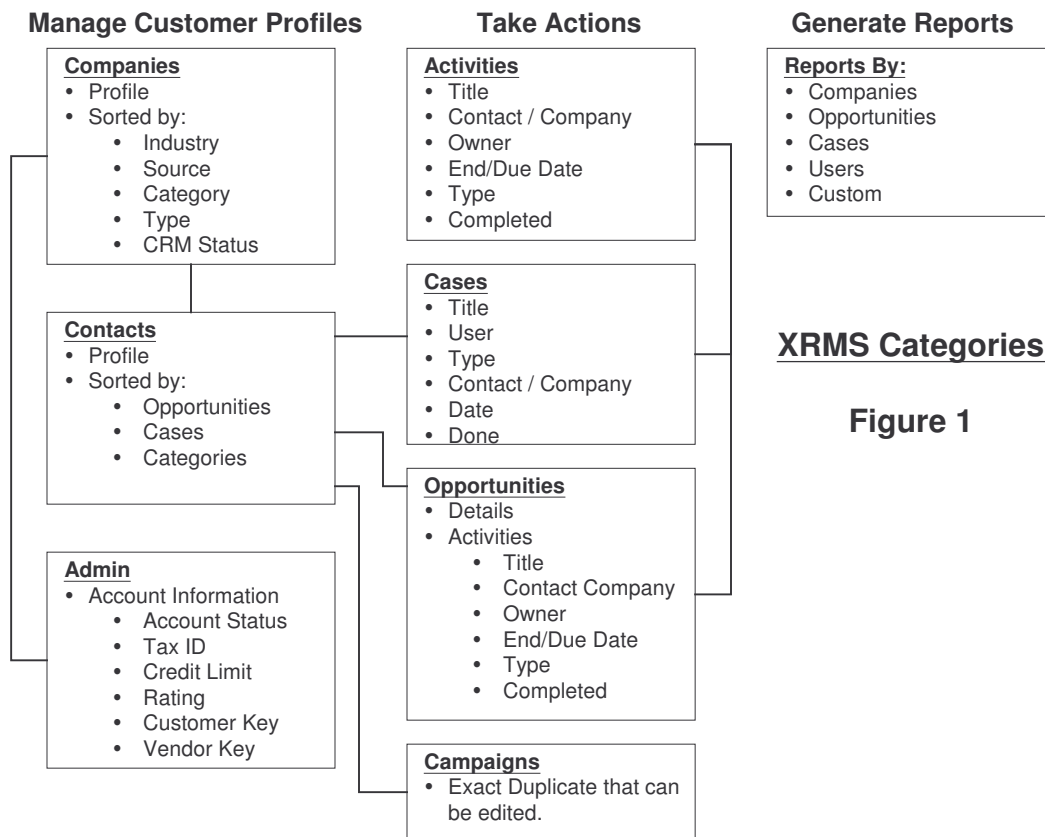 Manage Customer Profiles
Companies
• Profile
• Sorted by:
• Industry
• Source
• Category
• Type
• CRM Status
Contacts
• Profile
• Sorted by:
• Opportunities
• Cases
• Categories
Admin
• Account Information
• Account Status
• Tax ID
• Credit Limit
• Rating
• Customer Key
• Vendor Key
Take Actions
Activities
• Title
• Contact / Company
• Owner
• End/Due Date
• Type
• Completed
Cases
• Title
• User
• Type
• Contact / Company
• Date
• Done
Opportunities
• Details
• Activities
• Title
• Contact Company
• Owner
• End/Due Date
• Type
• Completed
Campaigns
• Exact Duplicate that can
be edited.
Generate Reports
Reports By:
• Companies
• Opportunities
• Cases
• Users
• Custom
XRMS Categories
Figure 1